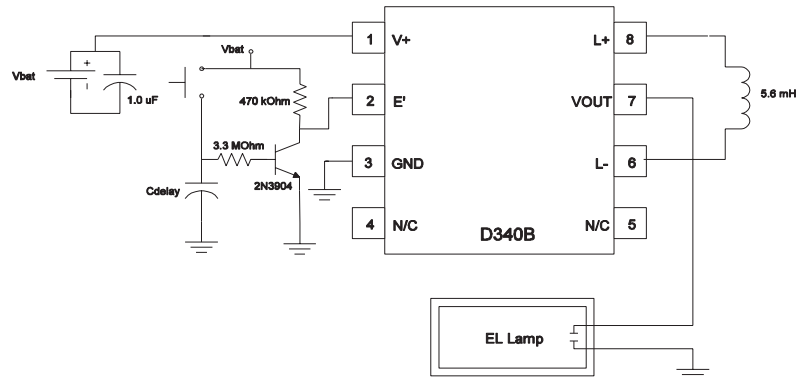 1 V+
L+ 8
Vbat
+
-
Vbat
1.0 uF
470 kOhm
2 E'
VOUT 7
5.6 mH
3.3 MOhm
3 GND
L- 6
Cdelay
2N3904
4 N/C
N/C 5
D340B
EL Lamp